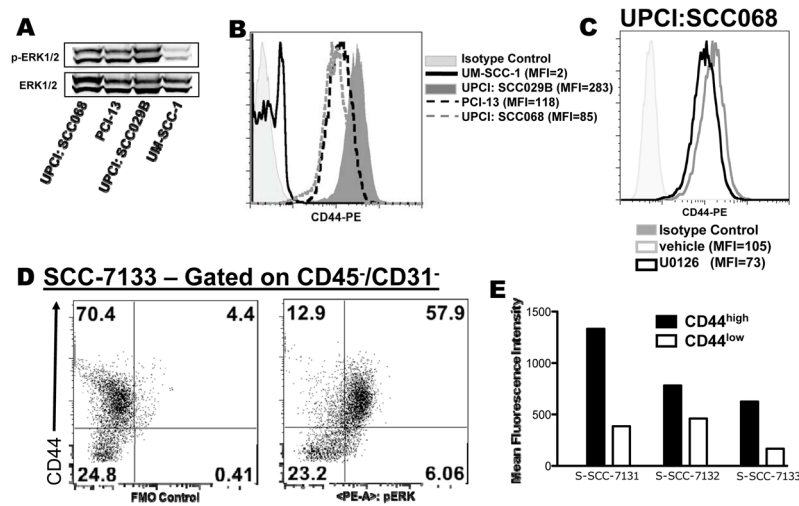 A
p-ERK1/2
ERK1/2
UPCI: SCC068
PCI-13
UPCI: SCC029B
UM-SCC-1
B
CD44-PE
Isotype Control
UM-SCC-1 (MFI=2)
UPCI: SCC029B (MFI=283)
PCI-13 (MFI=118)
UPCI: SCC068 (MFI=85)
C
UPCI:SCC068
CD44-PE
Isotype Control
vehicle (MFI=105)
U0126 (MFI=73)
D SCC-7133 – Gated on CD45-/CD31-
CD44
70.4 4.4
24.8 0.41
FMO Control
12.9 57.9
23.2 6.06
<PE-A>: pERK
E
Mean Fluorescence Intensity
1500
1000
500
0
CD44high
CD44low
S-SCC-7131 S-SCC-7132 S-SCC-7133